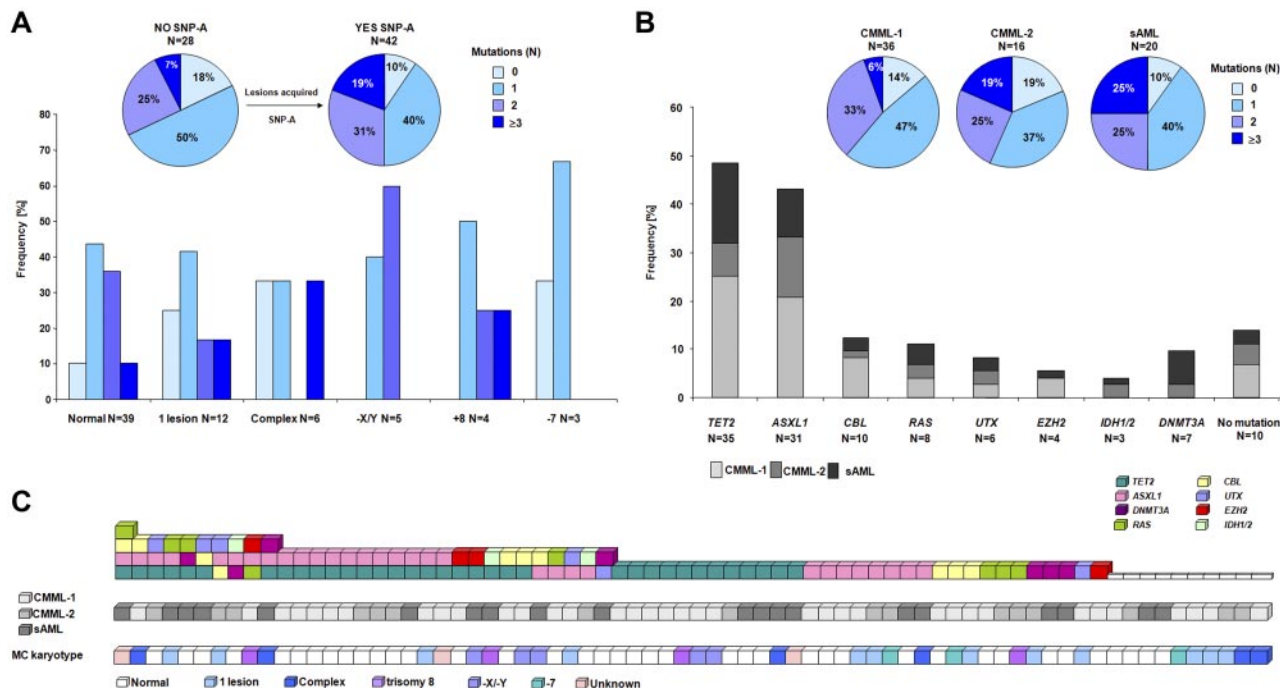 A
NO SNP-A
N=28
YES SNP-A
N=42
Mutations (N)
0
1
2
≥3
7%
18%
25%
50%
Lesions acquired
SNP-A
10%
19%
31%
40%
Frequency [%]
80
70
60
50
40
30
20
10
0
Normal N=39
1 lesion N=12
Complex N=6
-X/Y N=5
+8 N=4
-7 N=3
B
CMML-1
N=36
CMML-2
N=16
sAML
N=20
Mutations (N)
0
1
2
≥3
6%
14%
33%
47%
19%
19%
25%
37%
10%
25%
25%
40%
Frequency [%]
60
50
40
30
20
10
0
TET2
N=35
ASXL1
N=31
CBL
N=10
RAS
N=8
UTX
N=6
EZH2
N=4
IDH1/2
N=3
DNMT3A
N=7
No mutation
N=10
CMML-1
CMML-2
sAML
C
TET2
CBL
ASXL1
UTX
DNMT3A
EZH2
RAS
IDH1/2
CMML-1
CMML-2
sAML
MC karyotype
Normal
1 lesion
Complex
trisomy 8
-X/-Y
-7
Unknown